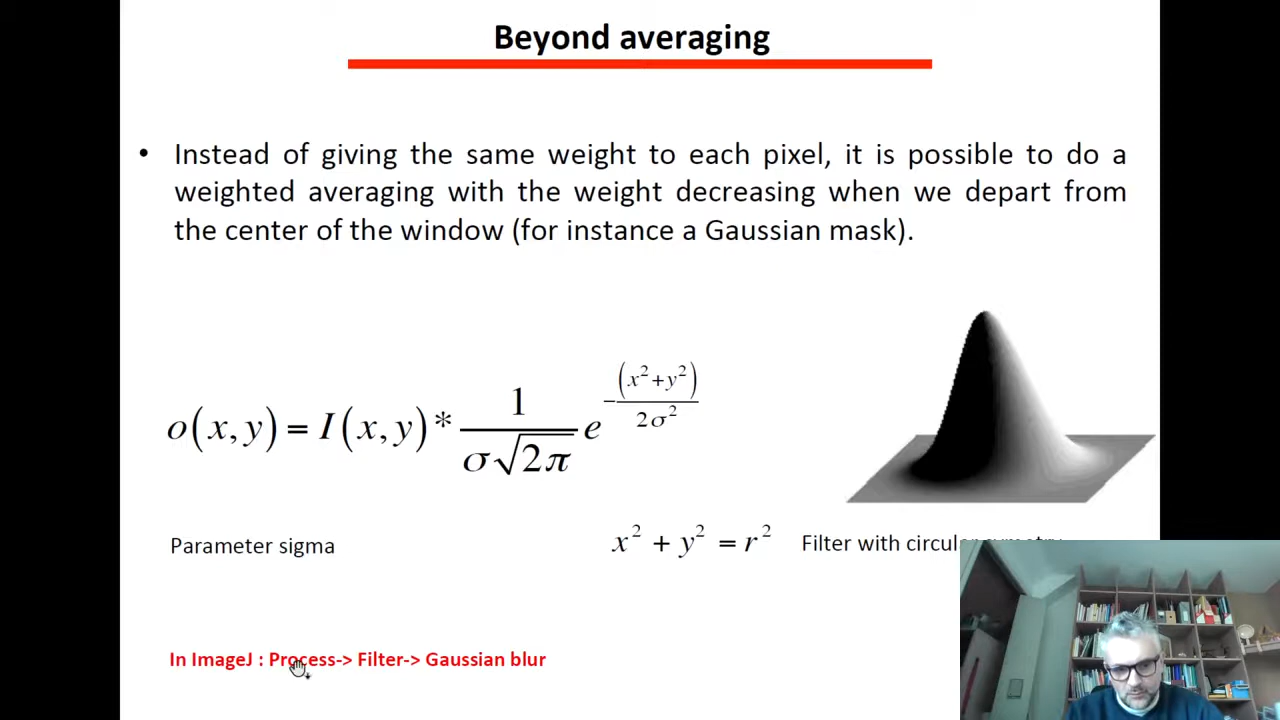 Beyond averaging
• Instead of giving the same weight to each pixel, it is possible to do a
weighted averaging with the weight decreasing when we depart from
the center of the window (for instance a Gaussian mask).
o(x,y) = I(x,y) * 1/(σ√2π) e^(-(x²+y²)/(2σ²))
Parameter sigma
x² + y² = r²
Filter with circular
In ImageJ : Process-> Filter-> Gaussian blur